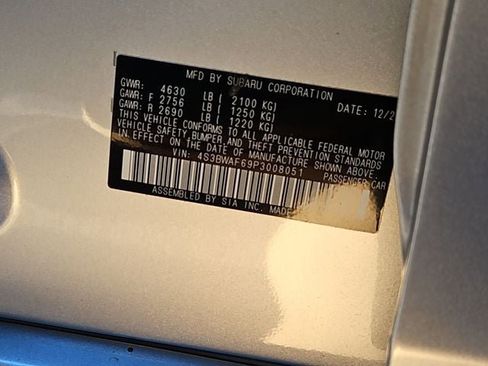 MFD BY SUBARU CORPORATION
GVWR: 4630 LB ( 2100 KG) DATE: 12/2
GAWR: F 2756 LB ( 1250 KG)
GAWR: R 2690 LB ( 1220 KG)
THIS VEHICLE CONFORMS TO ALL APPLICABLE FEDERAL MOTOR
VEHICLE SAFETY, BUMPER, AND THEFT PREVENTION STANDARDS
IN EFFECT ON THE DATE OF MANUFACTURE SHOWN ABOVE.
VIN: 4S3BWAF69P3008051 PASSENGER CAR
ASSEMBLED BY SIA INC. MADE